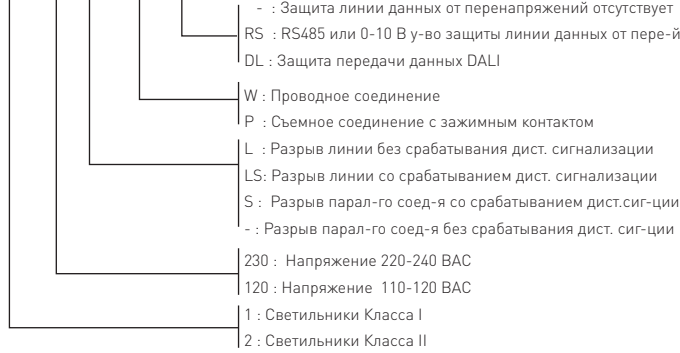 - : Защита линии данных от перенапряжений отсутствует
RS : RS485 или 0-10 В у-во защиты линии данных от пере-й
DL : Защита передачи данных DALI
W : Проводное соединение
P : Съемное соединение с зажимным контактом
L : Разрыв линии без срабатывания дист. сигнализации
LS: Разрыв линии со срабатыванием дист. сигнализации
S : Разрыв парал-го соед-я со срабатыванием дист.сиг-ции
- : Разрыв парал-го соед-я без срабатывания дист. сиг-ции
230 : Напряжение 220-240 ВАС
120 : Напряжение 110-120 ВАС
1 : Светильники Класса I
2 : Светильники Класса II